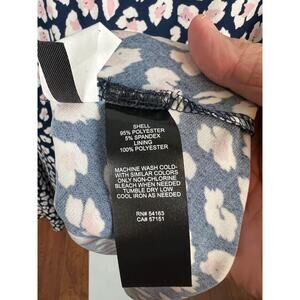 SHELL
95% POLYESTER
5% SPANDEX
LINING
100% POLYESTER
MACHINE WASH COLD-
WITH SIMILAR COLORS
ONLY NON-CHLORINE
BLEACH WHEN NEEDED
TUMBLE DRY LOW
COOL IRON AS NEEDED
RN# 54163
CA# 57151